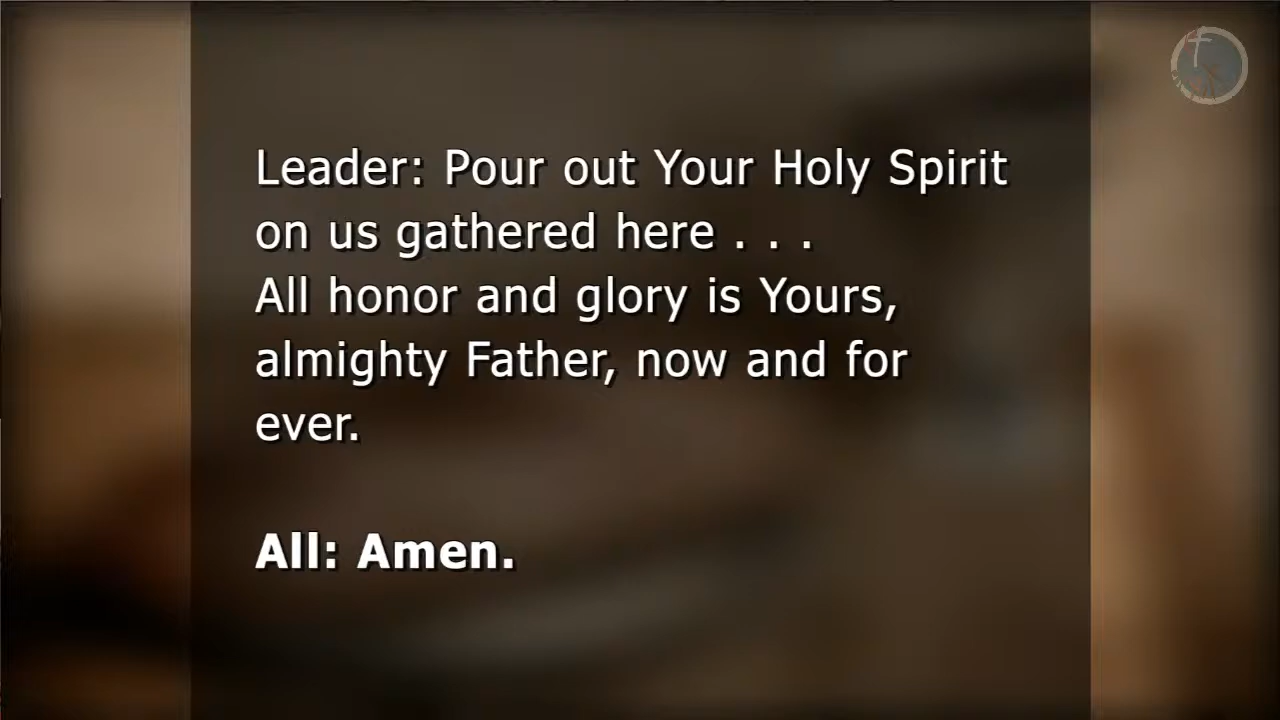 Leader: Pour out Your Holy Spirit
on us gathered here . . .
All honor and glory is Yours,
almighty Father, now and for
ever.
All: Amen.